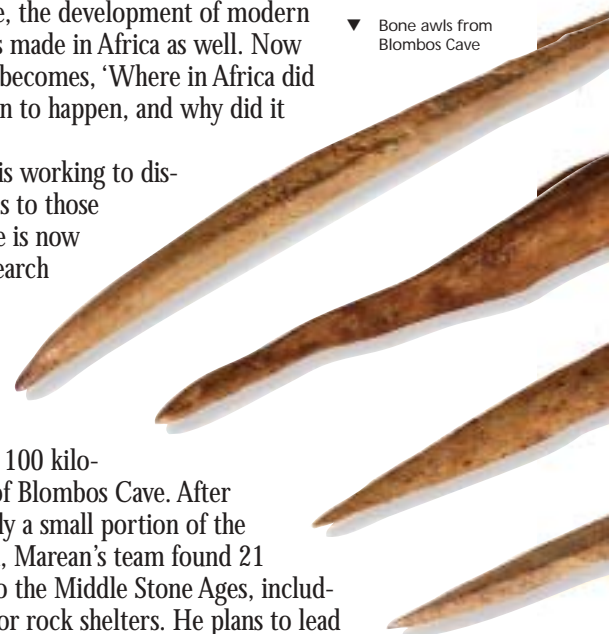 e, the development of modern
s made in Africa as well. Now
becomes, ‘Where in Africa did
n to happen, and why did it
is working to dis-
s to those
e is now
earch
100 kilo-
of Blombos Cave. After
ly a small portion of the
, Marean’s team found 21
o the Middle Stone Ages, includ-
or rock shelters. He plans to lead
▼ Bone awls from
Blombos Cave